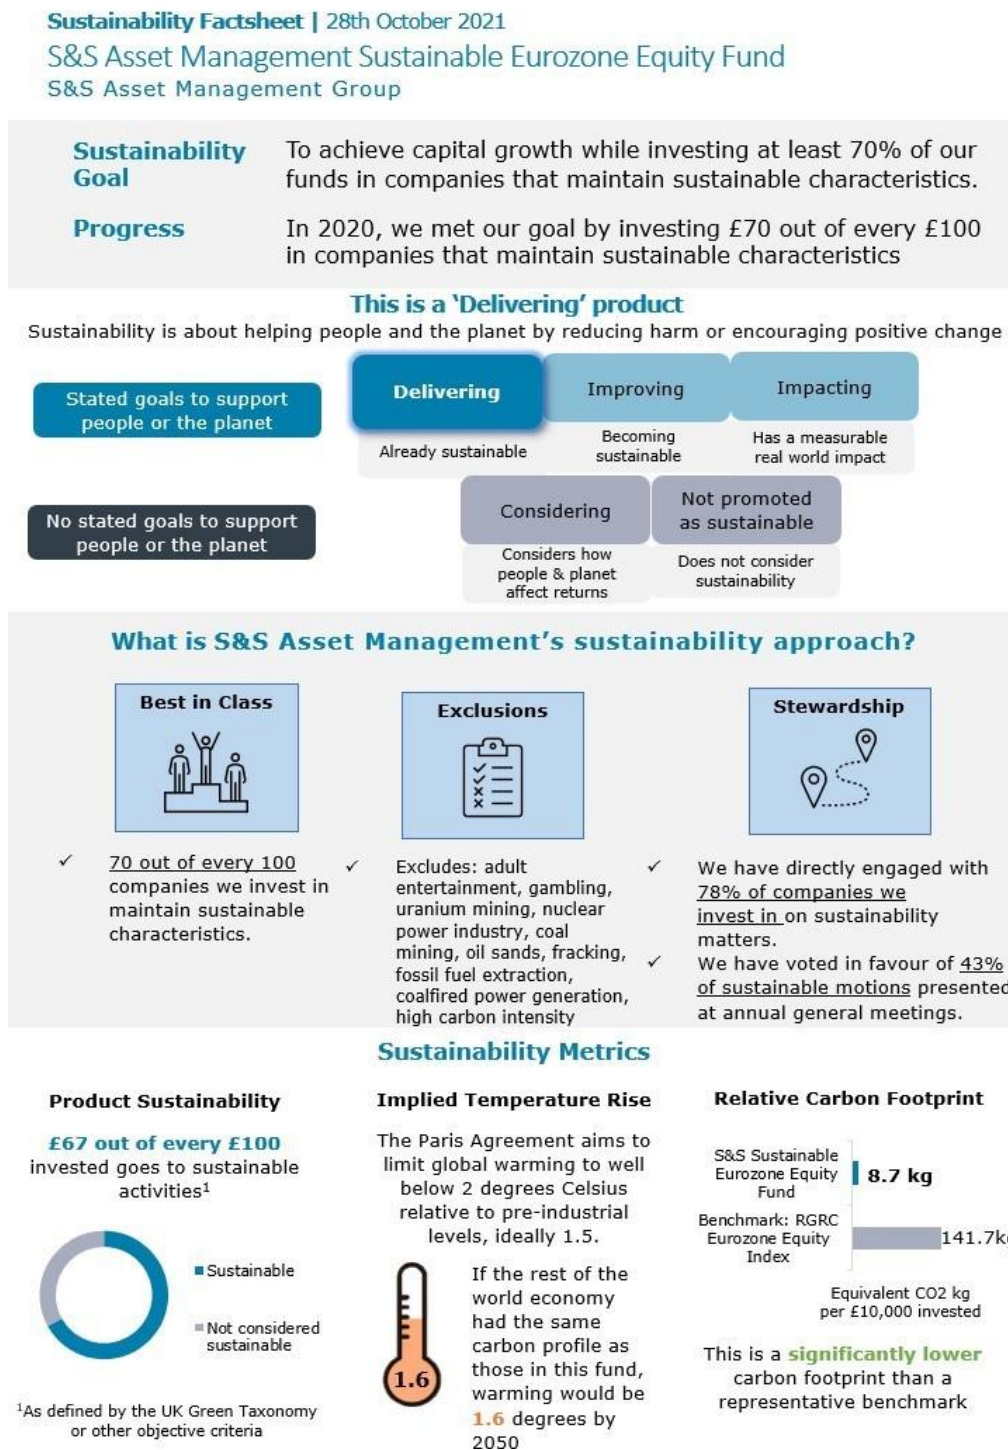 Sustainability Factsheet | 28th October 2021
S&S Asset Management Sustainable Eurozone Equity Fund
S&S Asset Management Group
Sustainability
Goal
To achieve capital growth while investing at least 70% of our
funds in companies that maintain sustainable characteristics.
Progress
In 2020, we met our goal by investing £70 out of every £100
in companies that maintain sustainable characteristics
This is a ‘Delivering’ product
Sustainability is about helping people and the planet by reducing harm or encouraging positive change
Stated goals to support
people or the planet
Delivering
Already sustainable
Improving
Becoming
sustainable
Impacting
Has a measurable
real world impact
No stated goals to support
people or the planet
Considering
Considers how
people & planet
affect returns
Not promoted
as sustainable
Does not consider
sustainability
What is S&S Asset Management’s sustainability approach?
Best in Class
✓ 70 out of every 100
companies we invest in
maintain sustainable
characteristics.
Exclusions
✓ Excludes: adult
entertainment, gambling,
uranium mining, nuclear
power industry, coal
mining, oil sands, fracking,
fossil fuel extraction,
coalfired power generation,
high carbon intensity
Stewardship
✓ We have directly engaged with
78% of companies we
invest in on sustainability
matters.
✓ We have voted in favour of 43%
of sustainable motions presented
at annual general meetings.
Sustainability Metrics
Product Sustainability
£67 out of every £100
invested goes to sustainable
activities¹
Sustainable
Not considered
sustainable
¹As defined by the UK Green Taxonomy
or other objective criteria
Implied Temperature Rise
The Paris Agreement aims to
limit global warming to well
below 2 degrees Celsius
relative to pre-industrial
levels, ideally 1.5.
1.6
If the rest of the
world economy
had the same
carbon profile as
those in this fund,
warming would be
1.6 degrees by
2050
Relative Carbon Footprint
S&S Sustainable
Eurozone Equity
Fund
8.7 kg
Benchmark: RGRC
Eurozone Equity
Index
141.7kg
Equivalent CO2 kg
per £10,000 invested
This is a significantly lower
carbon footprint than a
representative benchmark